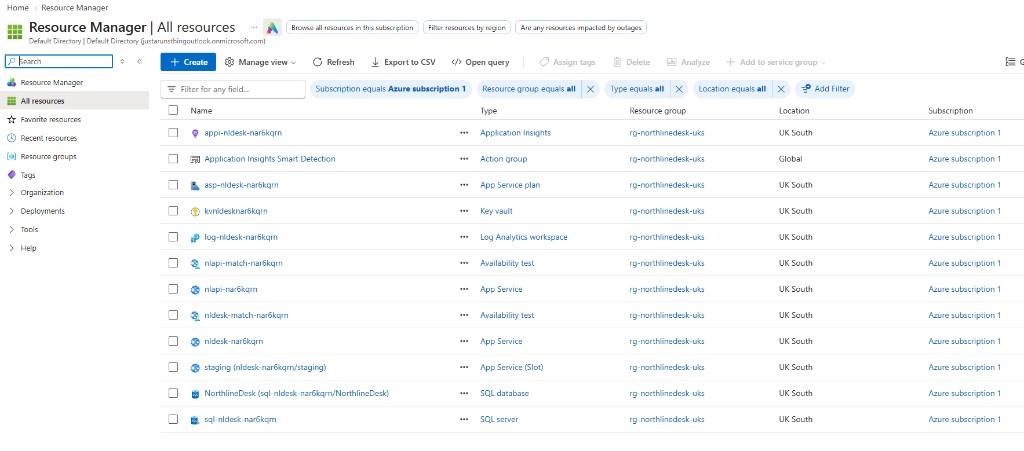 Home > Resource Manager
Resource Manager | All resources ...
Browse all resources in this subscription
Filter resources by region
Are any resources impacted by outages
Default Directory | Default Directory (justarunsthingoutlook.onmicrosoft.com)
Search
Resource Manager
All resources
Favorite resources
Recent resources
Resource groups
Tags
Organization
Deployments
Tools
Help
+ Create Manage view Refresh Export to CSV Open query Assign tags Delete Analyze + Add to service group
Filter for any field... Subscription equals Azure subscription 1 Resource group equals all Type equals all Location equals all Add Filter
Name Type Resource group Location Subscription
appi-nldesk-nar6kqrn Application Insights rg-northlinedesk-uks UK South Azure subscription 1
Application Insights Smart Detection Action group rg-northlinedesk-uks Global Azure subscription 1
asp-nldesk-nar6kqrn App Service plan rg-northlinedesk-uks UK South Azure subscription 1
kvnldesknar6kqrn Key vault rg-northlinedesk-uks UK South Azure subscription 1
log-nldesk-nar6kqrn Log Analytics workspace rg-northlinedesk-uks UK South Azure subscription 1
nlapi-match-nar6kqrn Availability test rg-northlinedesk-uks UK South Azure subscription 1
nlapi-nar6kqrn App Service rg-northlinedesk-uks UK South Azure subscription 1
nldesk-match-nar6kqrn Availability test rg-northlinedesk-uks UK South Azure subscription 1
nldesk-nar6kqrn App Service rg-northlinedesk-uks UK South Azure subscription 1
staging (nldesk-nar6kqrn/staging) App Service (Slot) rg-northlinedesk-uks UK South Azure subscription 1
NorthlineDesk (sql-nldesk-nar6kqrn/NorthlineDesk) SQL database rg-northlinedesk-uks UK South Azure subscription 1
sql-nldesk-nar6kqrn SQL server rg-northlinedesk-uks UK South Azure subscription 1